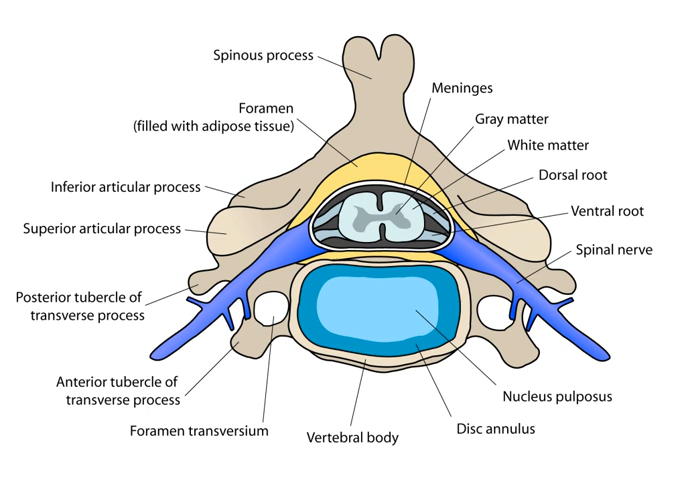 Spinous process
Meninges
Foramen
(filled with adipose tissue)
Gray matter
White matter
Dorsal root
Inferior articular process
Ventral root
Superior articular process
Spinal nerve
Posterior tubercle of
transverse process
Anterior tubercle of
transverse process
Nucleus pulposus
Foramen transversium
Disc annulus
Vertebral body